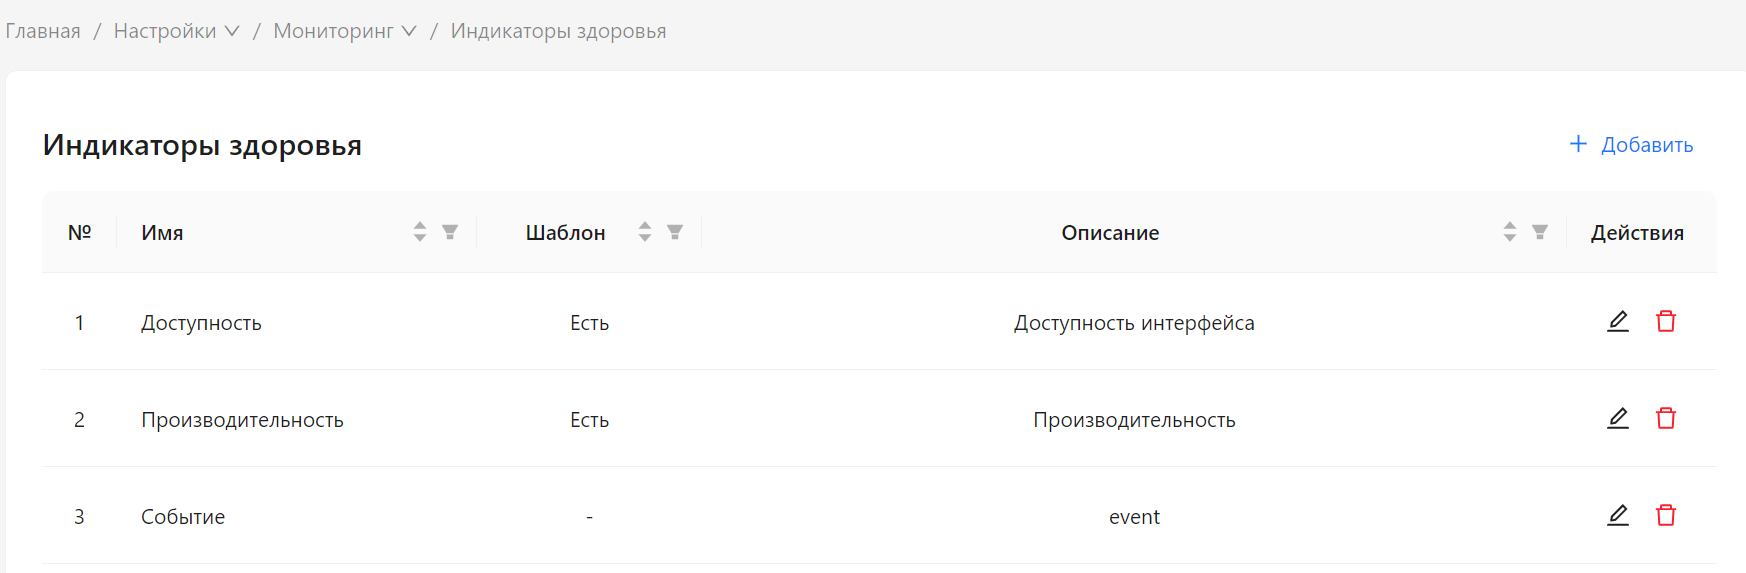 Главная / Настройки / Мониторинг / Индикаторы здоровья
Индикаторы здоровья
+ Добавить
№ Имя Шаблон Описание Действия
1 Доступность Есть Доступность интерфейса
2 Производительность Есть Производительность
3 Событие - event